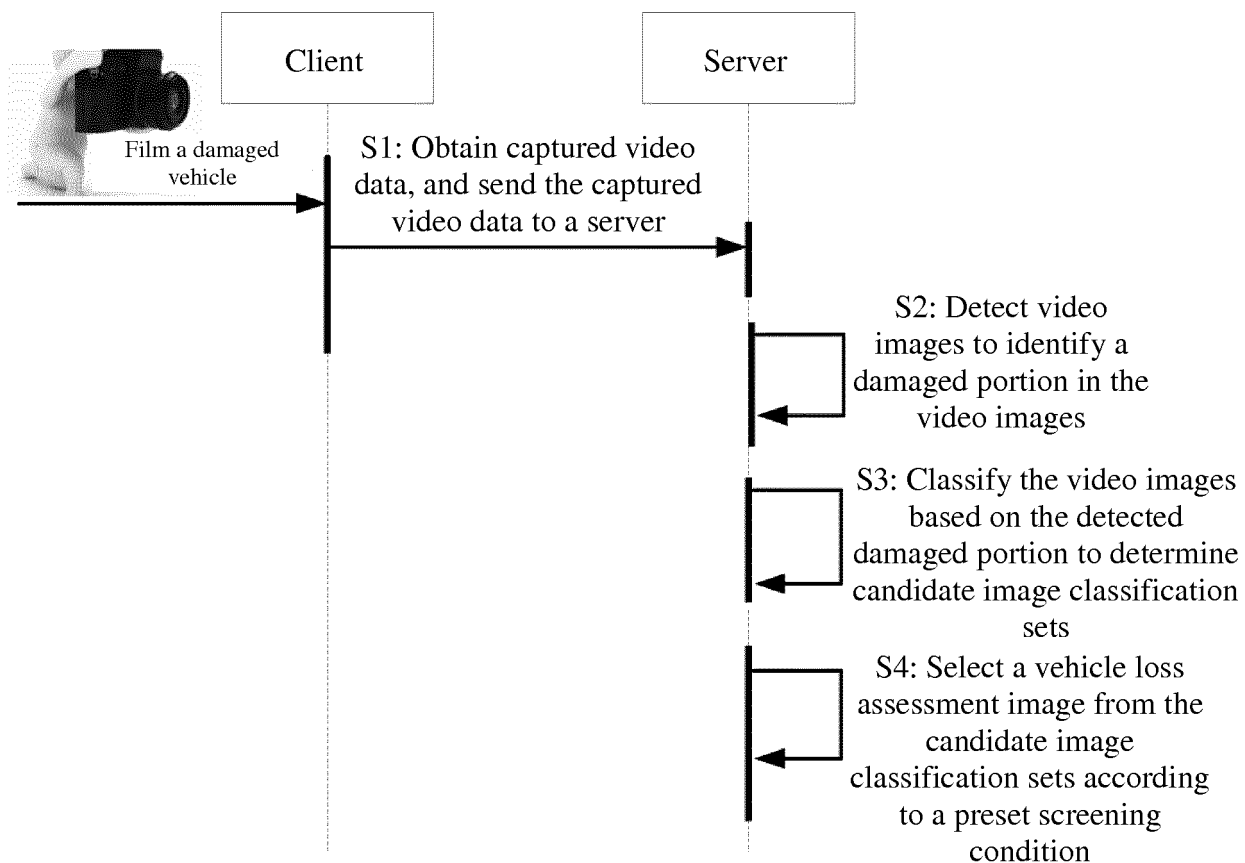 Client
Server
Film a damaged
vehicle
S1: Obtain captured video
data, and send the captured
video data to a server
S2: Detect video
images to identify a
damaged portion in the
video images
S3: Classify the video images
based on the detected
damaged portion to determine
candidate image classification
sets
S4: Select a vehicle loss
assessment image from the
candidate image
classification sets according
to a preset screening
condition